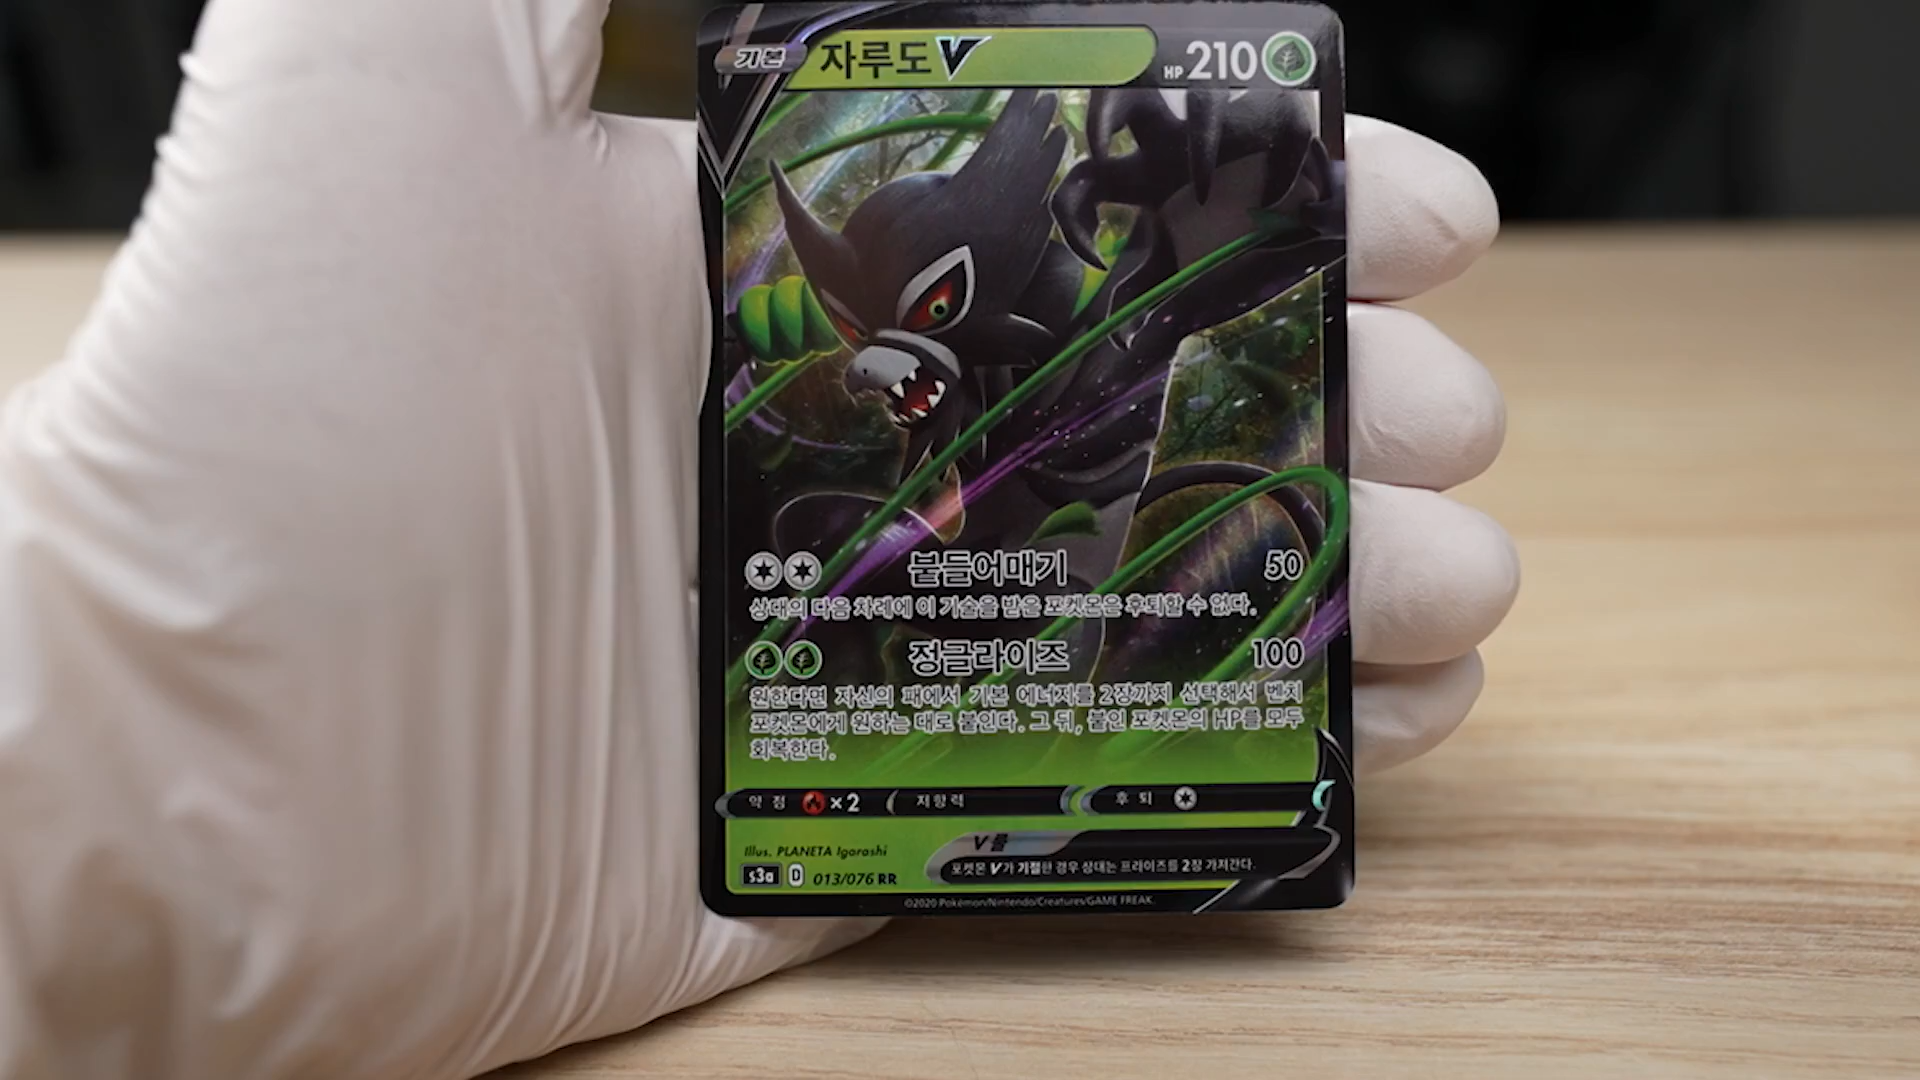 기본 자루도V HP 210
붙들어매기 50
상대의 다음 차례에 이 기술을 받은 포켓몬은 후퇴할 수 없다.
정글라이즈 100
원한다면 자신의 패에서 기본 에너지를 2장까지 선택해서 벤치
포켓몬에게 원하는 대로 붙인다. 그 뒤, 붙인 포켓몬의 HP를 모두
회복한다.
약점 ×2 저항력 후퇴
V룰
Illus. PLANETA Igarashi
포켓몬 V가 기절한 경우 상대는 프라이즈를 2장 가져간다.
s3a D 013/076 RR
©2020 Pokémon/Nintendo/Creatures/GAME FREAK.